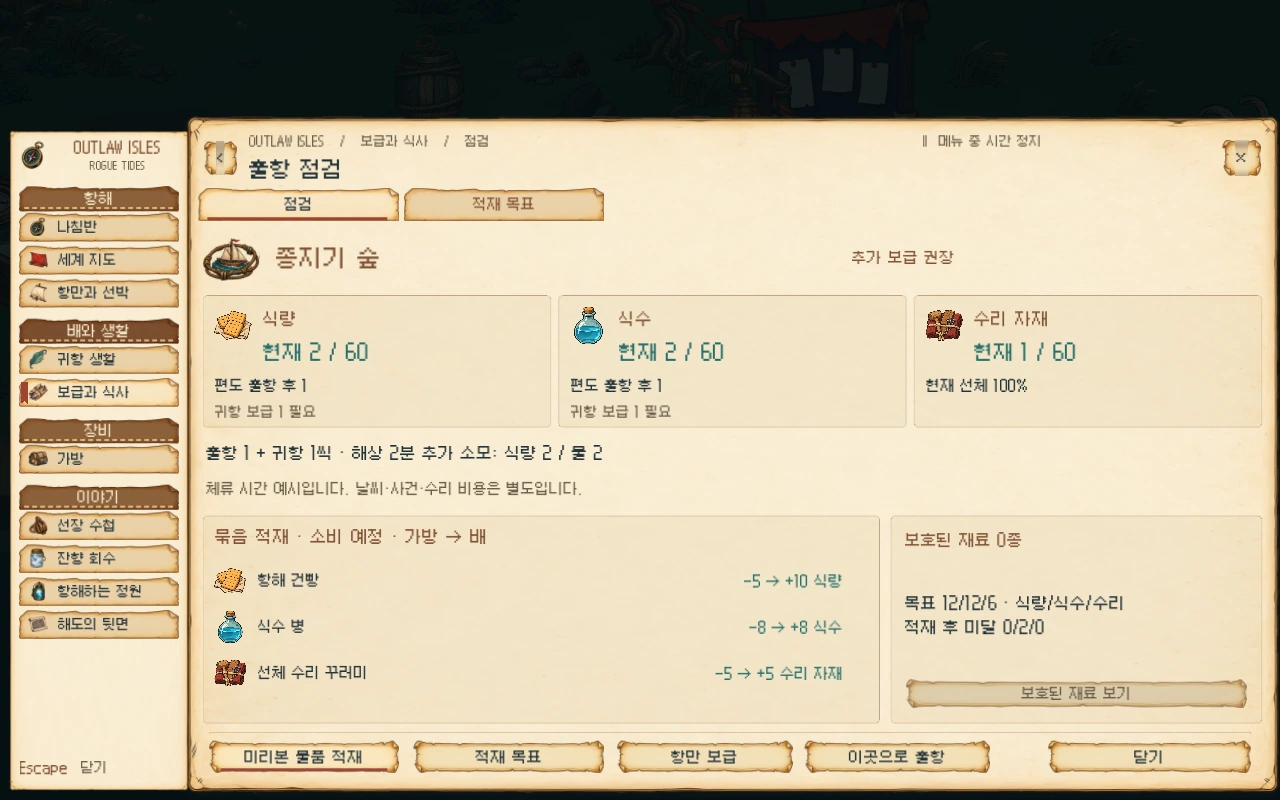 OUTLAW ISLES
ROGUE TIDES
항해
나침반
세계 지도
항만과 선박
배와 생활
귀항 생활
보급과 식사
장비
가방
이야기
선장 수첩
잔향 회수
항해하는 정원
해도의 뒷면
Escape 닫기
OUTLAW ISLES / 보급과 식사 / 점검
Ⅱ 메뉴 중 시간 정지
출항 점검
점검
적재 목표
종지기 숲
추가 보급 권장
식량
현재 2 / 60
편도 출항 후 1
귀항 보급 1 필요
식수
현재 2 / 60
편도 출항 후 1
귀항 보급 1 필요
수리 자재
현재 1 / 60
현재 선체 100%
출항 1 + 귀항 1씩 · 해상 2분 추가 소모: 식량 2 / 물 2
체류 시간 예시입니다. 날씨·사건·수리 비용은 별도입니다.
묶음 적재 · 소비 예정 · 가방 → 배
항해 건빵 -5 → +10 식량
식수 병 -8 → +8 식수
선체 수리 꾸러미 -5 → +5 수리 자재
보호된 재료 0종
목표 12/12/6 · 식량/식수/수리
적재 후 미달 0/2/0
보호된 재료 보기
미리본 물품 적재
적재 목표
항만 보급
이곳으로 출항
닫기